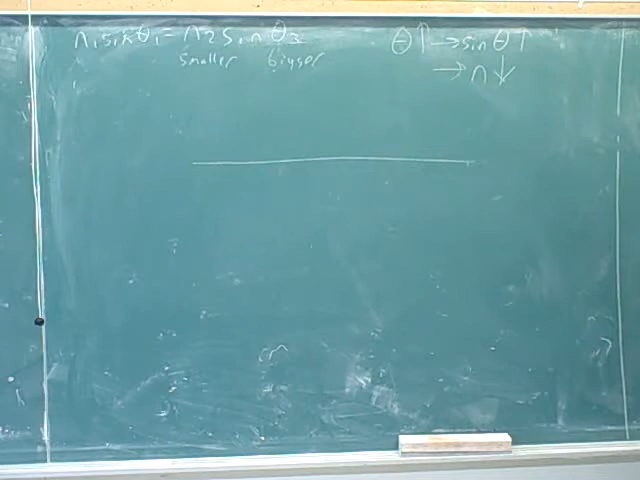 n₁sinθ₁ = n₂sinθ₂
smaller bigger
θ↑ → sinθ↑
→ n↓